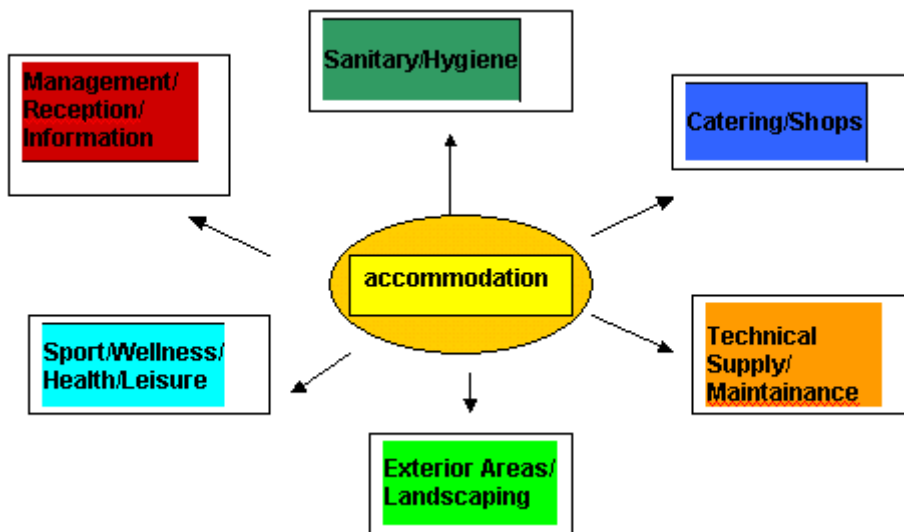 Sanitary/Hygiene
Management/
Reception/
Information
Catering/Shops
accommodation
Sport/Wellness/
Health/Leisure
Technical
Supply/
Maintainance
Exterior Areas/
Landscaping